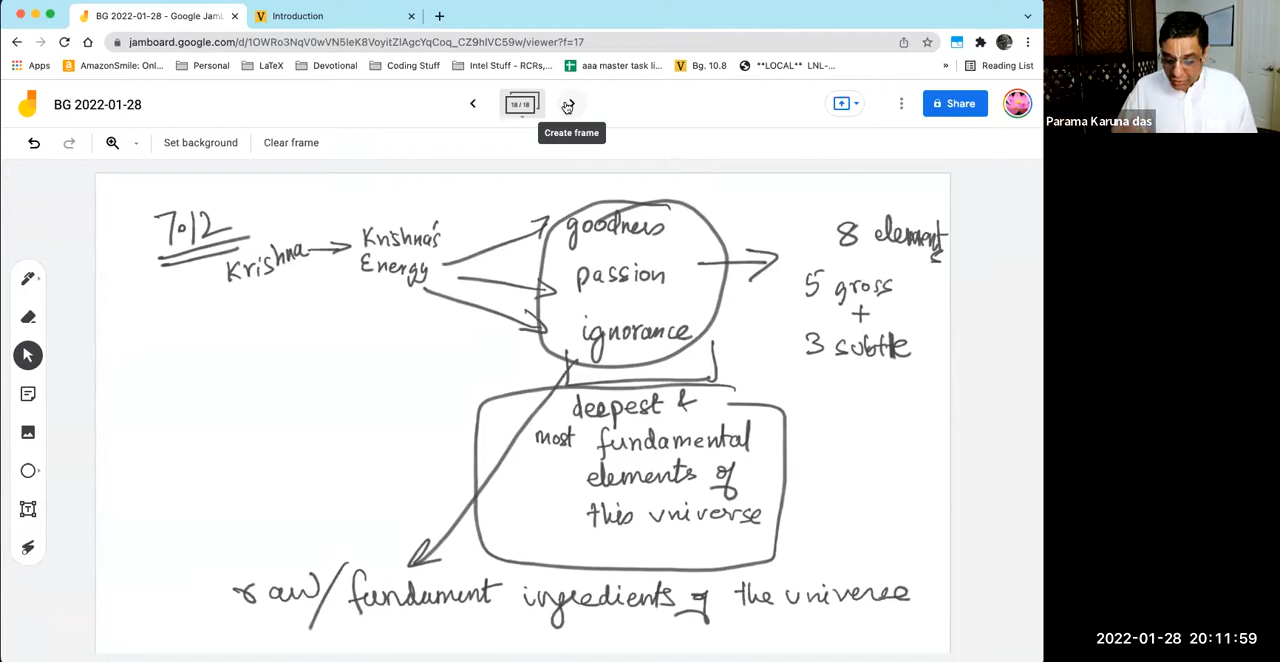 BG 2022-01-28 - Google Jam
Introduction
jamboard.google.com/d/1OWRo3NqV0wVN5IeK8VoyitZIAgcYqCoq_CZ9hIVC59w/viewer?f=17
Apps
AmazonSmile: Onl...
Personal
LaTeX
Devotional
Coding Stuff
Intel Stuff - RCRs,...
aaa master task li...
Bg. 10.8
**LOCAL** LNL-...
»
Reading List
Parama Karuna das
BG 2022-01-28
18 / 18
Share
Create frame
Set background
Clear frame
7.12
Krishna → Krishna's
Energy
goodness
passion
ignorance
8 elements
5 gross
+
3 subtle
deepest &
most fundamental
elements of
this universe
raw/fundament ingredients of the universe
2022-01-28 20:11:59